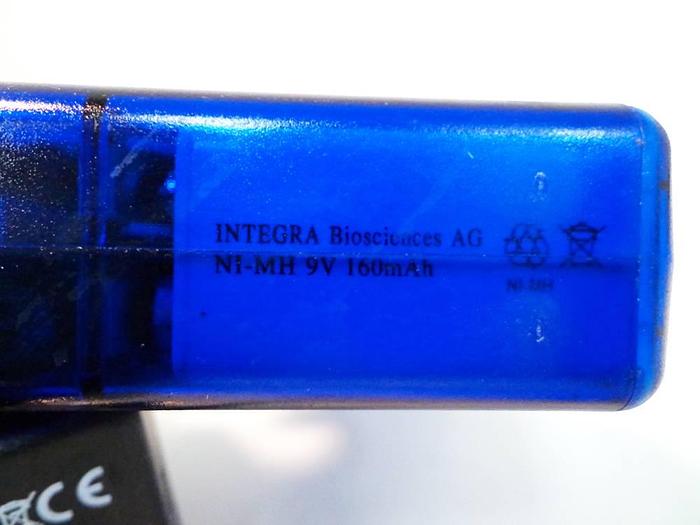 INTEGRA Biosciences AG
NI-MH 9V 160mAh
NI-MH
CE